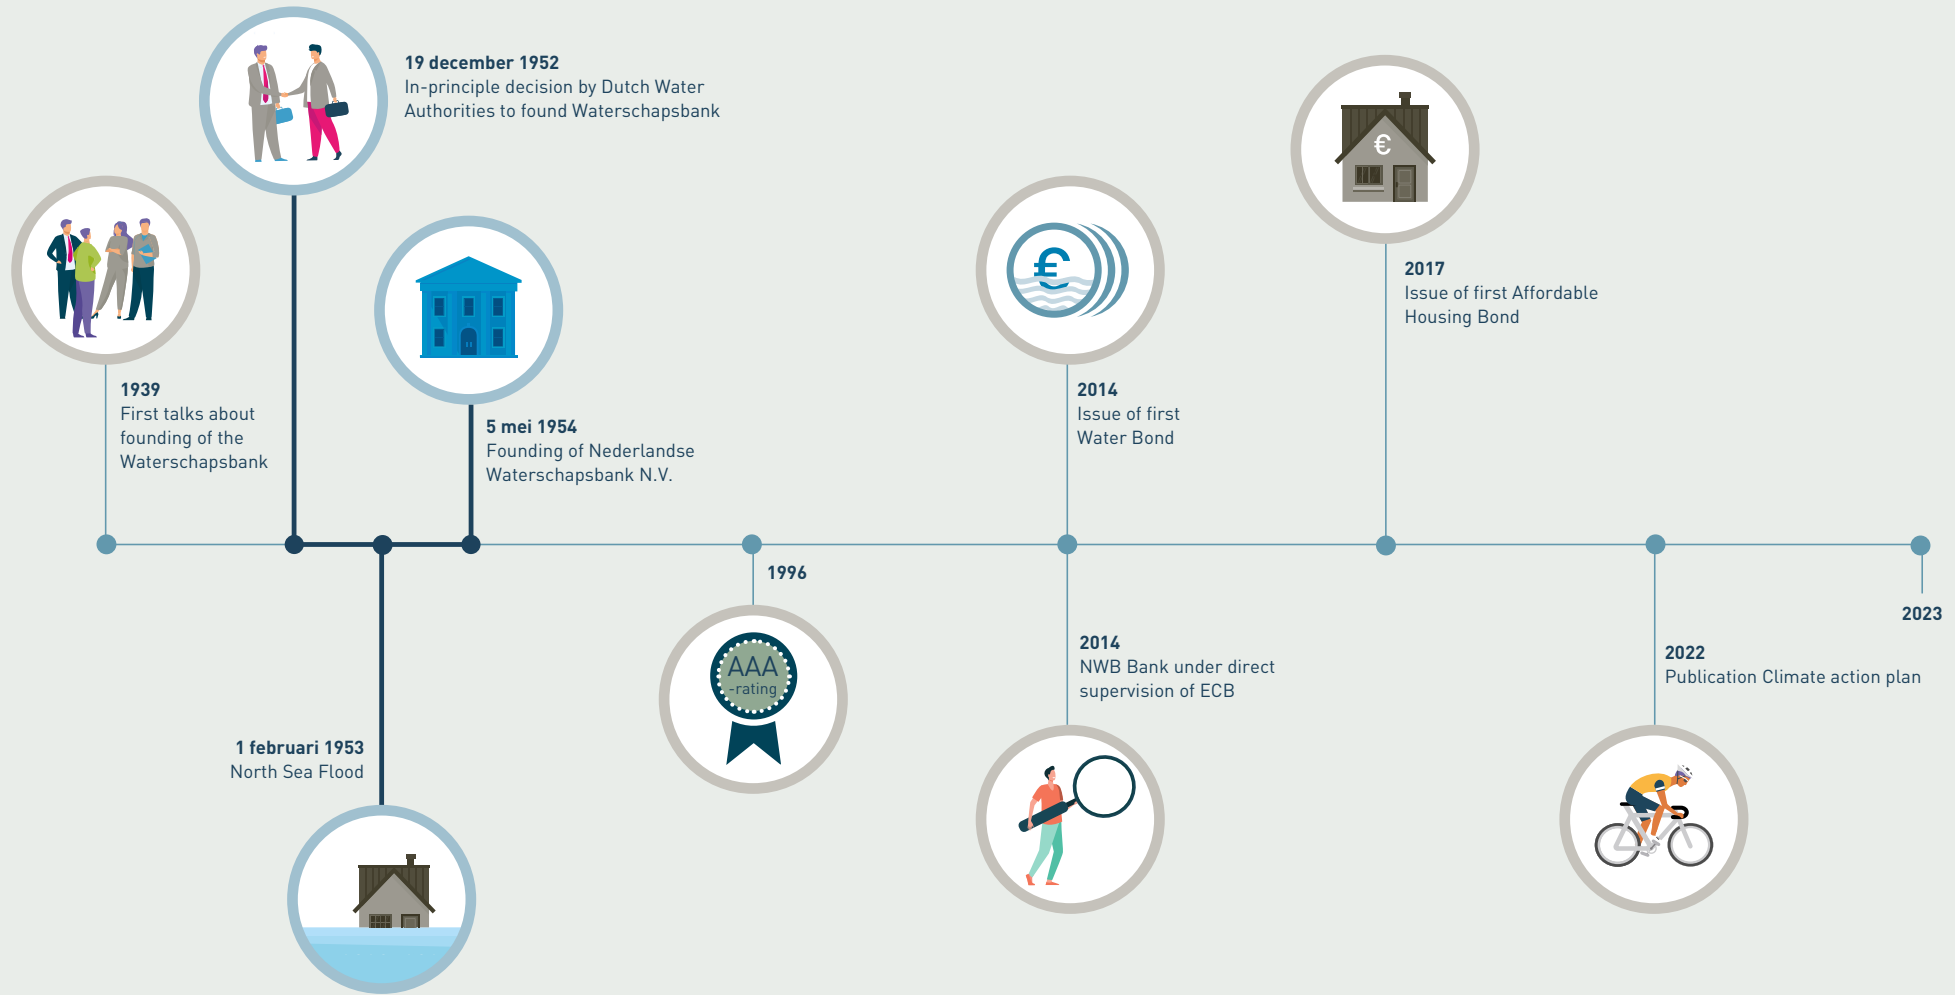 19 december 1952
In-principle decision by Dutch Water
Authorities to found Waterschapsbank
€
2017
Issue of first Affordable
Housing Bond
€
1939
First talks about
founding of the
Waterschapsbank
5 mei 1954
Founding of Nederlandse
Waterschapsbank N.V.
2014
Issue of first
Water Bond
1996
AAA
-rating
2023
2014
NWB Bank under direct
supervision of ECB
2022
Publication Climate action plan
1 februari 1953
North Sea Flood